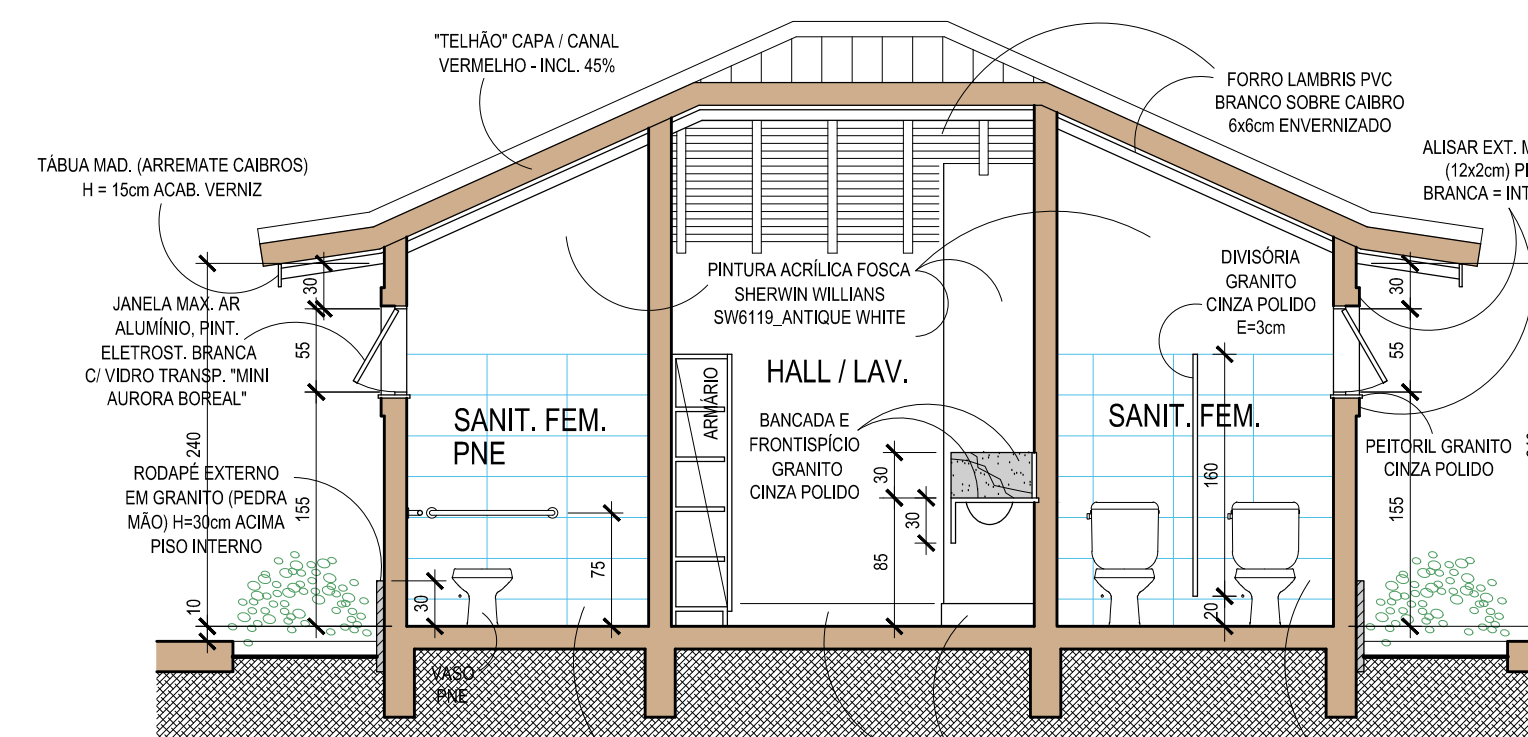 "TELHÃO" CAPA / CANAL
VERMELHO - INCL. 45%
FORRO LAMBRIS PVC
BRANCO SOBRE CAIBRO
6x6cm ENVERNIZADO
TÁBUA MAD. (ARREMATE CAIBROS)
H = 15cm ACAB. VERNIZ
ALISAR EXT. M
(12x2cm) PI
BRANCA = INT
JANELA MAX. AR
ALUMÍNIO, PINT.
ELETROST. BRANCA
C/ VIDRO TRANSP. "MINI
AURORA BOREAL"
PINTURA ACRÍLICA FOSCA
SHERWIN WILLIANS
SW6119_ANTIQUE WHITE
DIVISÓRIA
GRANITO
CINZA POLIDO
E=3cm
30
55
240
155
10
RODAPÉ EXTERNO
EM GRANITO (PEDRA
MÃO) H=30cm ACIMA
PISO INTERNO
SANIT. FEM.
PNE
30
75
VASO
PNE
ARMÁRIO
HALL / LAV.
BANCADA E
FRONTISPÍCIO
GRANITO
CINZA POLIDO
30
30
85
SANIT. FEM.
160
20
30
55
155
PEITORIL GRANITO
CINZA POLIDO